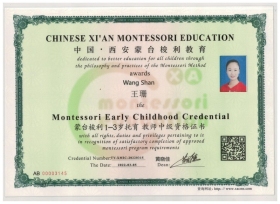 CHINESE XI'AN MONTESSORI EDUCATION
中国·西安蒙台梭利教育
dedicated to better education for all children through
the philosophy and practices of the Montessori Method
awards
Wang Shan
王珊
the
Montessori Early Childhood Credential
蒙台梭利1-3岁托育 教师中级资格证书
with all rights, duties and privileges pertaining to it
in recognition of satisfactory completion of approved
montessori program requirements
Credential Number
The Date